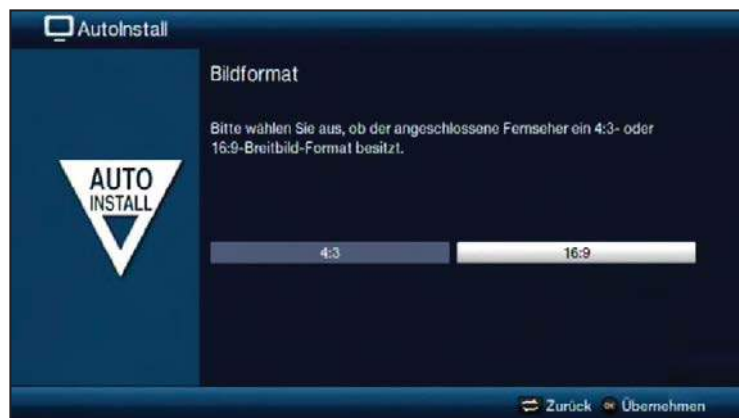 AutoInstall
Bildformat
Bitte wählen Sie aus, ob der angeschlossene Fernseher ein 4:3- oder
16:9-Breitbild-Format besitzt.
AUTO
INSTALL
4:3
16:9
Zurück OK Übernehmen